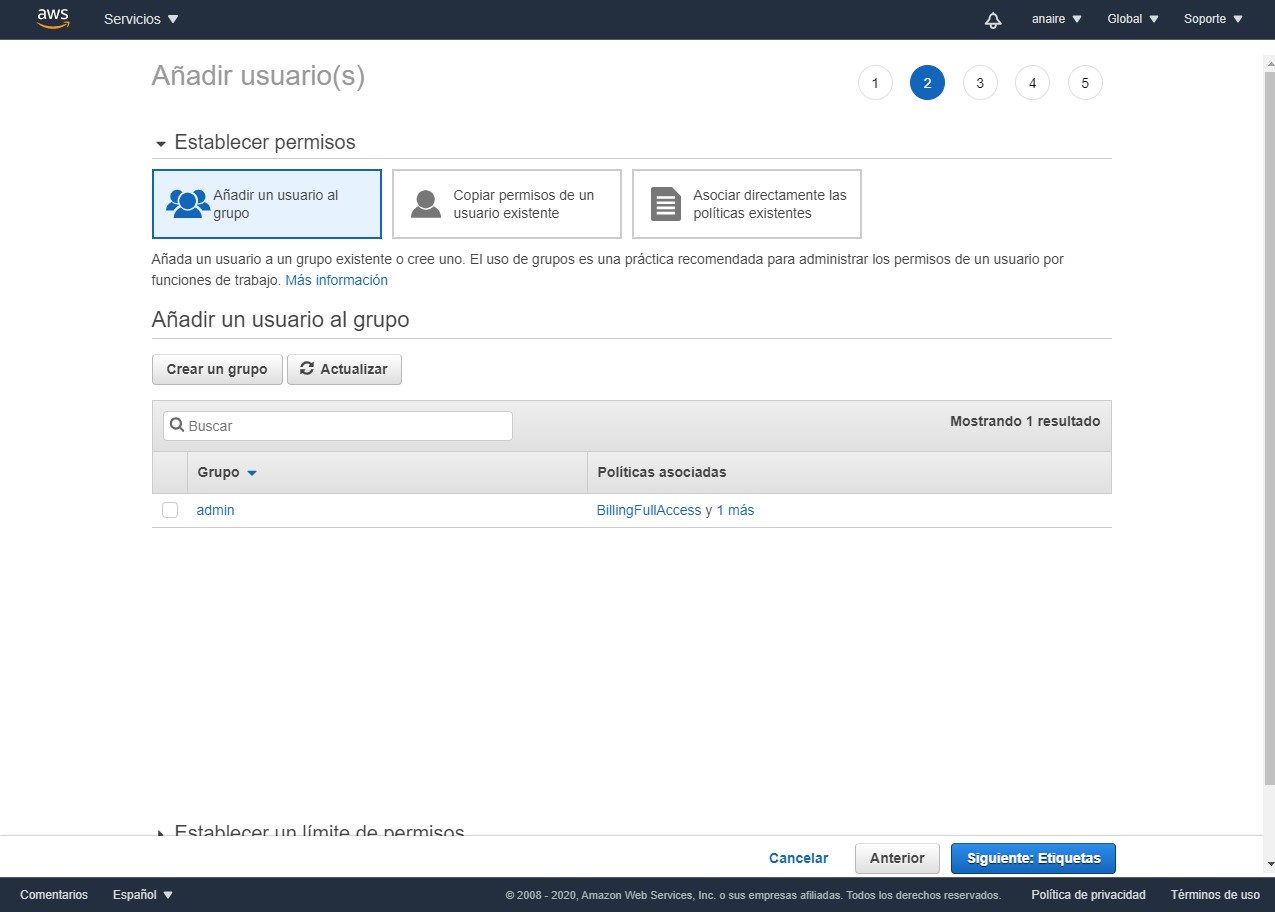 aws
Servicios
anaire
Global
Soporte
Añadir usuario(s)
1
2
3
4
5
Establecer permisos
Añadir un usuario al
grupo
Copiar permisos de un
usuario existente
Asociar directamente las
políticas existentes
Añada un usuario a un grupo existente o cree uno. El uso de grupos es una práctica recomendada para administrar los permisos de un usuario por
funciones de trabajo. Más información
Añadir un usuario al grupo
Crear un grupo
Actualizar
Buscar
Mostrando 1 resultado
Grupo
Políticas asociadas
admin
BillingFullAccess y 1 más
Establecer un límite de permisos
Cancelar
Anterior
Siguiente: Etiquetas
Comentarios
Español
© 2008 - 2020, Amazon Web Services, Inc. o sus empresas afiliadas. Todos los derechos reservados.
Política de privacidad
Términos de uso